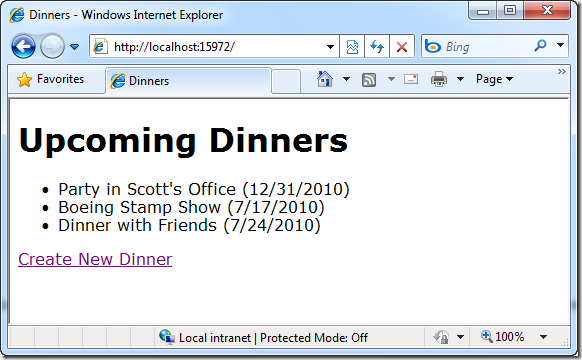 Dinners - Windows Internet Explorer
http://localhost:15972/
Bing
Favorites
Dinners
Page
Upcoming Dinners
Party in Scott's Office (12/31/2010)
Boeing Stamp Show (7/17/2010)
Dinner with Friends (7/24/2010)
Create New Dinner
Local intranet | Protected Mode: Off
100%